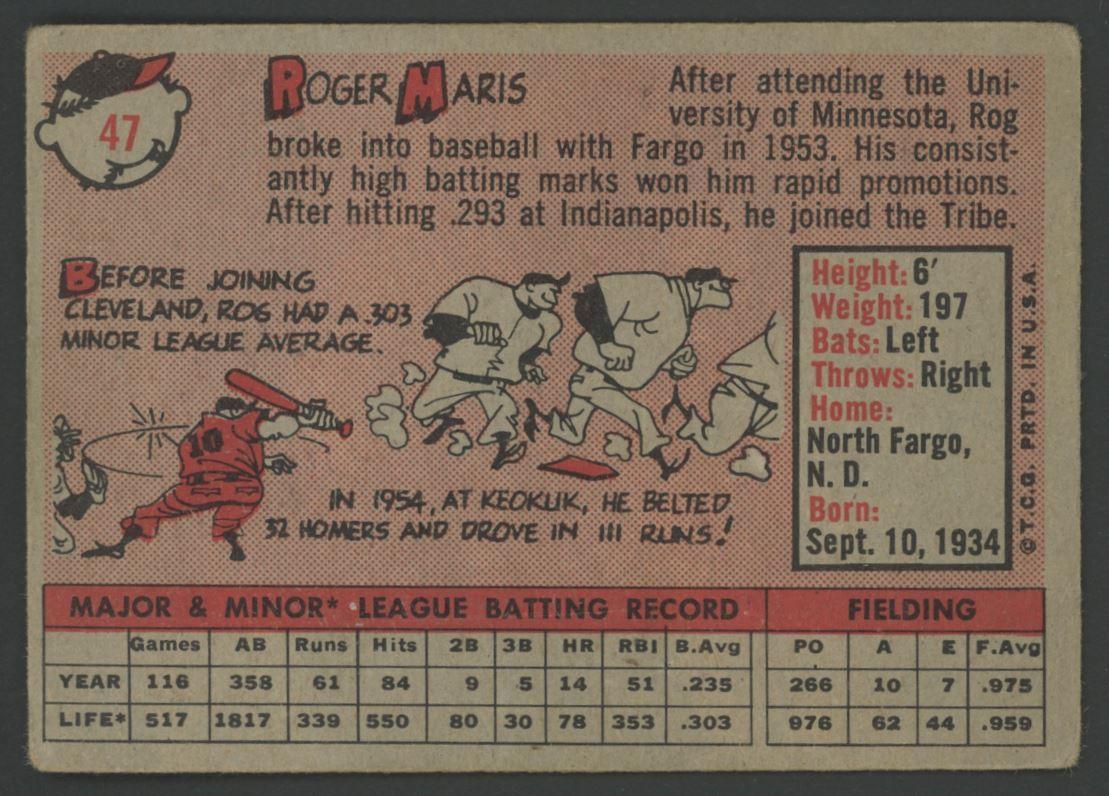 47
ROGER MARIS
After attending the Uni-
versity of Minnesota, Rog
broke into baseball with Fargo in 1953. His consist-
antly high batting marks won him rapid promotions.
After hitting .293 at Indianapolis, he joined the Tribe.
BEFORE JOINING
CLEVELAND, ROG HAD A .303
MINOR LEAGUE AVERAGE.
10
IN 1954, AT KEOKUK, HE BELTED
32 HOMERS AND DROVE IN 111 RUNS!
Height: 6'
Weight: 197
Bats: Left
Throws: Right
Home:
North Fargo,
N. D.
Born:
Sept. 10, 1934
© T.C.G. PRTD. IN U.S.A.
MAJOR & MINOR* LEAGUE BATTING RECORD FIELDING
Games AB Runs Hits 2B 3B HR RBI B.Avg PO A E F.Avg
YEAR 116 358 61 84 9 5 14 51 .235 266 10 7 .975
LIFE* 517 1817 339 550 80 30 78 353 .303 976 62 44 .959